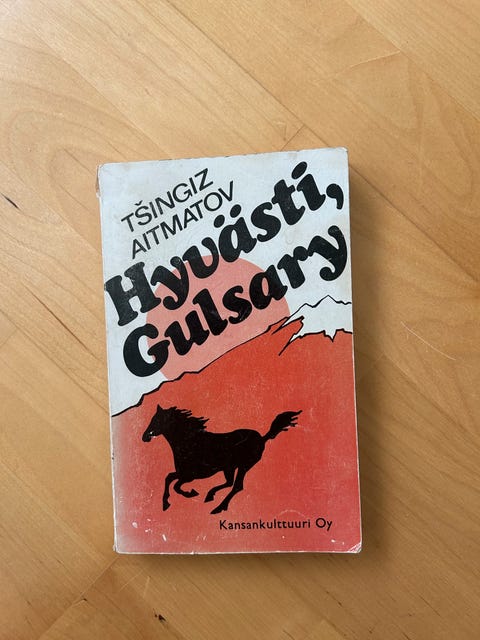 TŠINGIZ
AITMATOV
Hyvästi,
Gulsary
Kansankulttuuri Oy